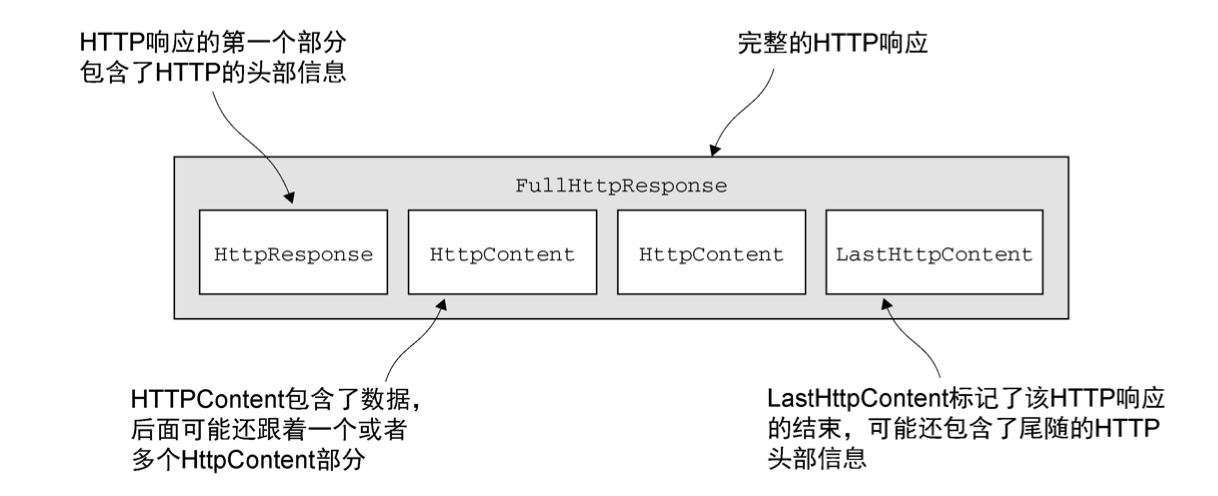 HTTP响应的第一个部分
包含了HTTP的头部信息
完整的HTTP响应
FullHttpResponse
HttpResponse
HttpContent
HttpContent
LastHttpContent
HTTPContent包含了数据，
后面可能还跟着一个或者
多个HttpContent部分
LastHttpContent标记了该HTTP响应
的结束，可能还包含了尾随的HTTP
头部信息